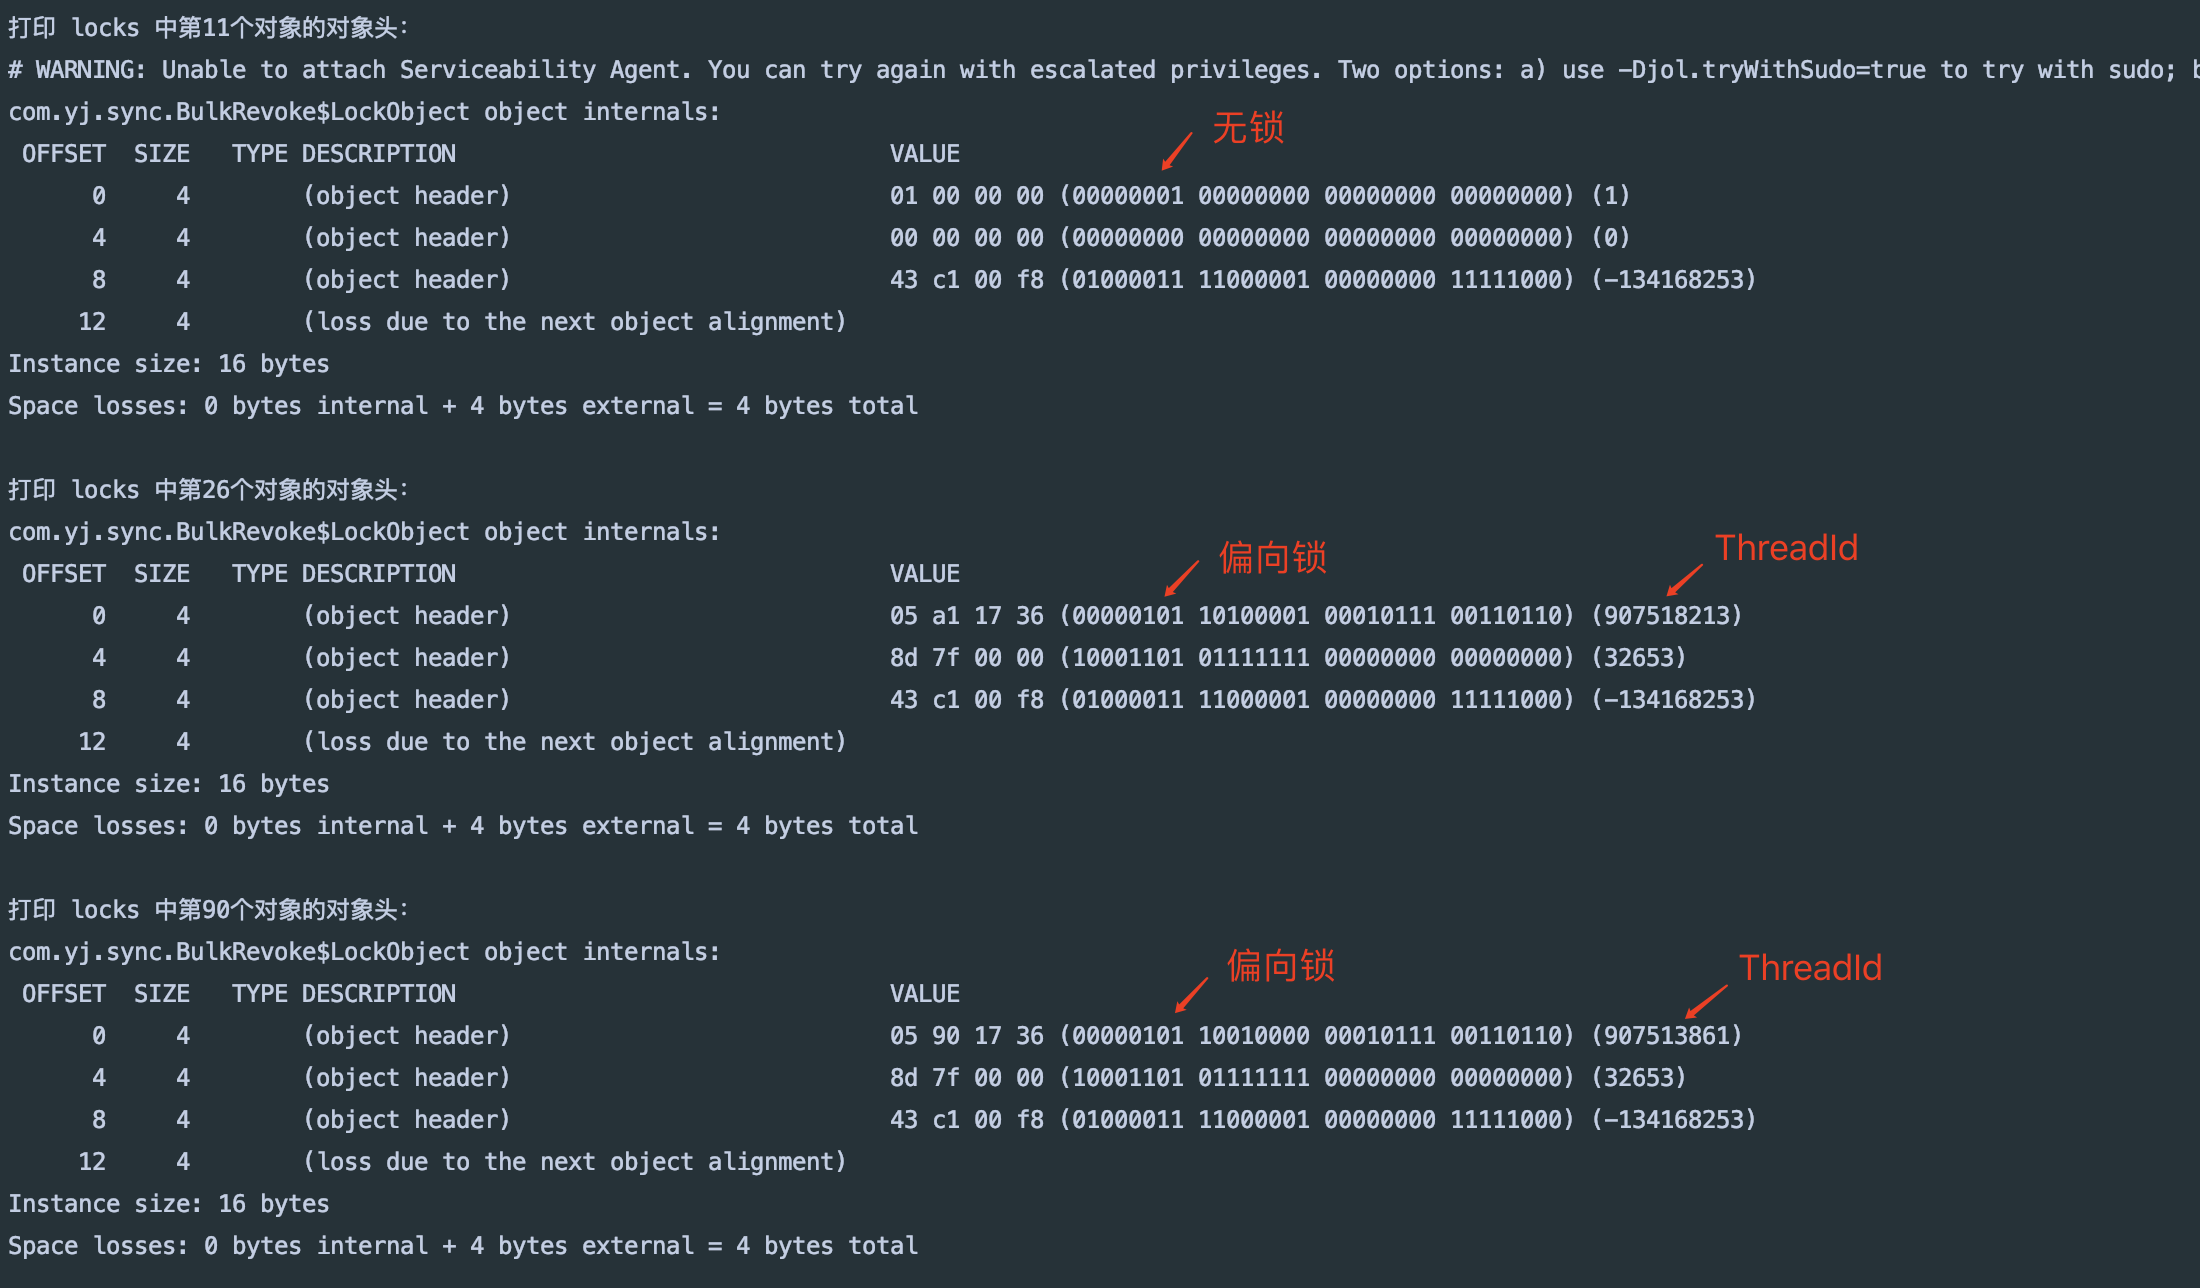 打印 locks 中第11个对象的对象头：
# WARNING: Unable to attach Serviceability Agent. You can try again with escalated privileges. Two options: a) use -Djol.tryWithSudo=true to try with sudo;
com.yj.sync.BulkRevoke$LockObject object internals:
无锁
OFFSET SIZE TYPE DESCRIPTION VALUE
0 4 (object header) 01 00 00 00 (00000001 00000000 00000000 00000000) (1)
4 4 (object header) 00 00 00 00 (00000000 00000000 00000000 00000000) (0)
8 4 (object header) 43 c1 00 f8 (01000011 11000001 00000000 11111000) (-134168253)
12 4 (loss due to the next object alignment)
Instance size: 16 bytes
Space losses: 0 bytes internal + 4 bytes external = 4 bytes total
打印 locks 中第26个对象的对象头：
com.yj.sync.BulkRevoke$LockObject object internals:
偏向锁 ThreadId
OFFSET SIZE TYPE DESCRIPTION VALUE
0 4 (object header) 05 a1 17 36 (00000101 10100001 00010111 00110110) (907518213)
4 4 (object header) 8d 7f 00 00 (10001101 01111111 00000000 00000000) (32653)
8 4 (object header) 43 c1 00 f8 (01000011 11000001 00000000 11111000) (-134168253)
12 4 (loss due to the next object alignment)
Instance size: 16 bytes
Space losses: 0 bytes internal + 4 bytes external = 4 bytes total
打印 locks 中第90个对象的对象头：
com.yj.sync.BulkRevoke$LockObject object internals:
偏向锁 ThreadId
OFFSET SIZE TYPE DESCRIPTION VALUE
0 4 (object header) 05 90 17 36 (00000101 10010000 00010111 00110110) (907513861)
4 4 (object header) 8d 7f 00 00 (10001101 01111111 00000000 00000000) (32653)
8 4 (object header) 43 c1 00 f8 (01000011 11000001 00000000 11111000) (-134168253)
12 4 (loss due to the next object alignment)
Instance size: 16 bytes
Space losses: 0 bytes internal + 4 bytes external = 4 bytes total